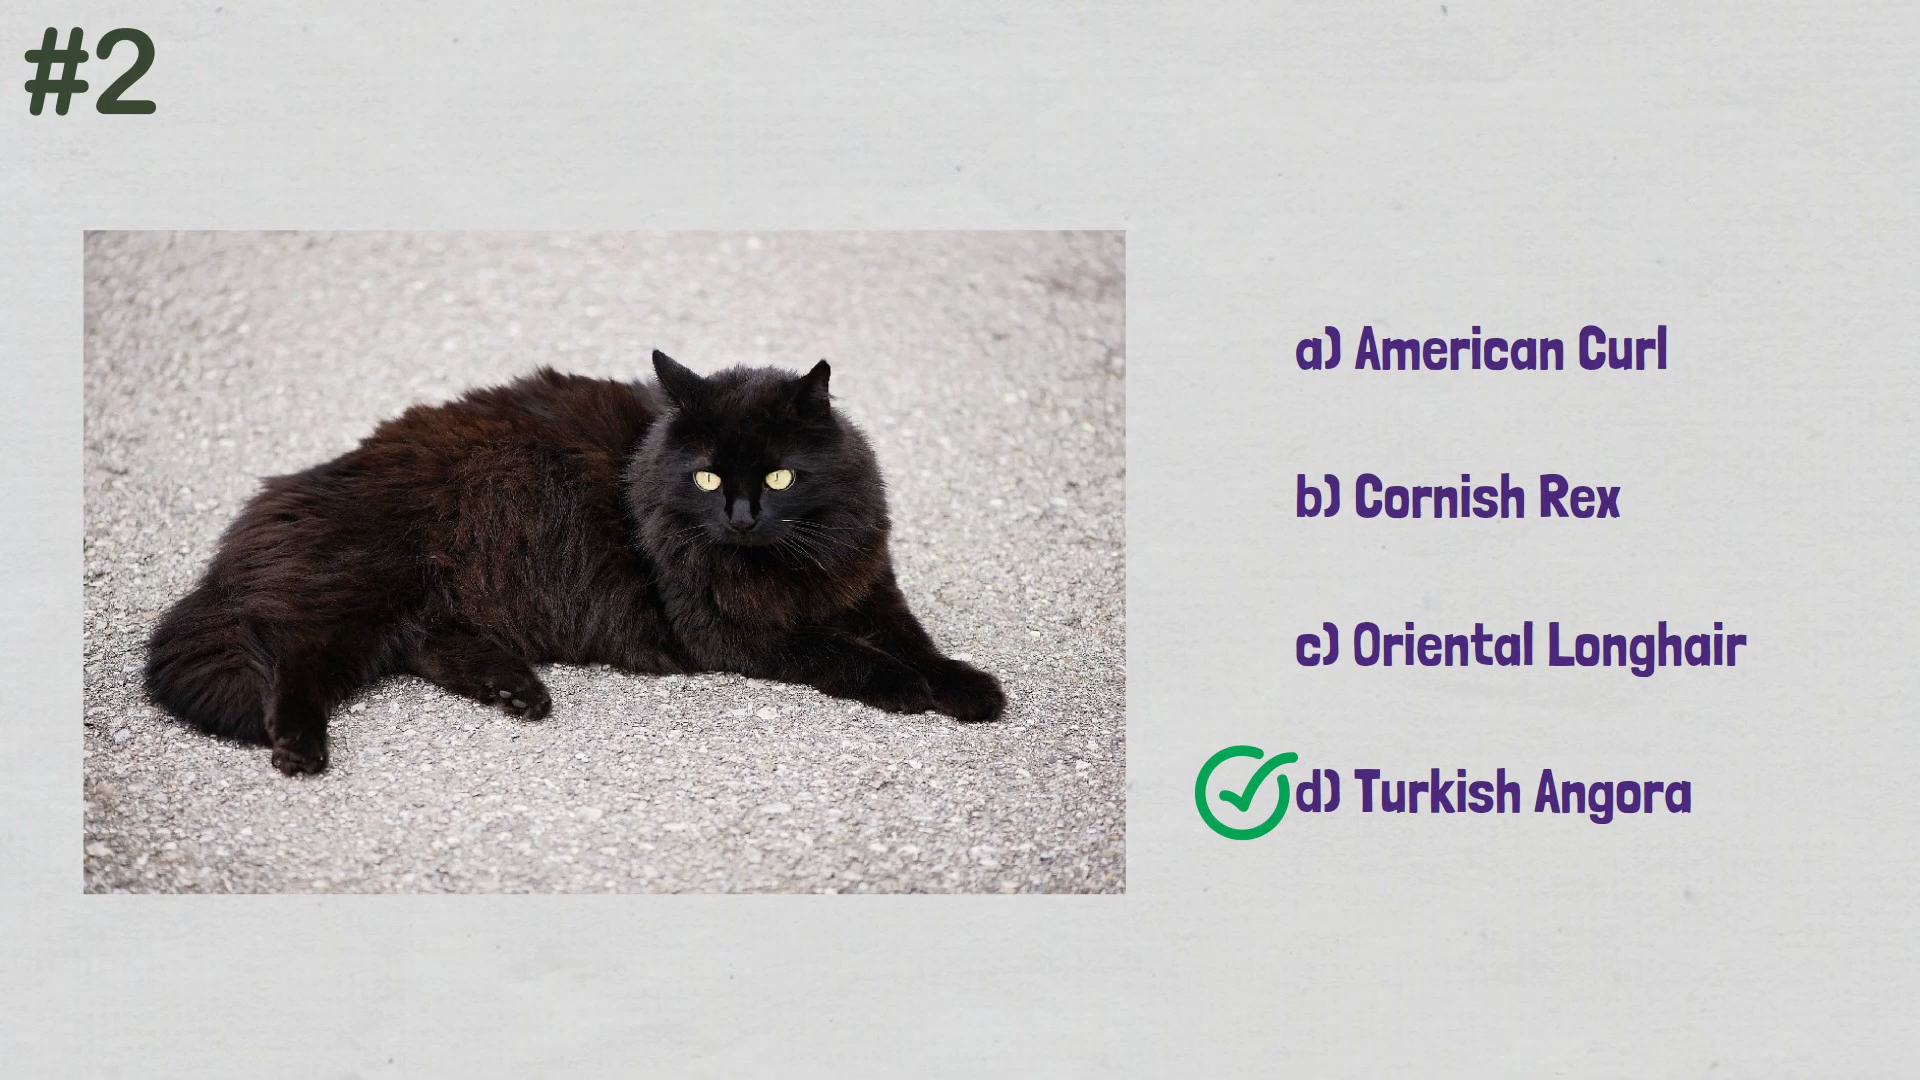 #2
a) American Curl
b) Cornish Rex
c) Oriental Longhair
d) Turkish Angora